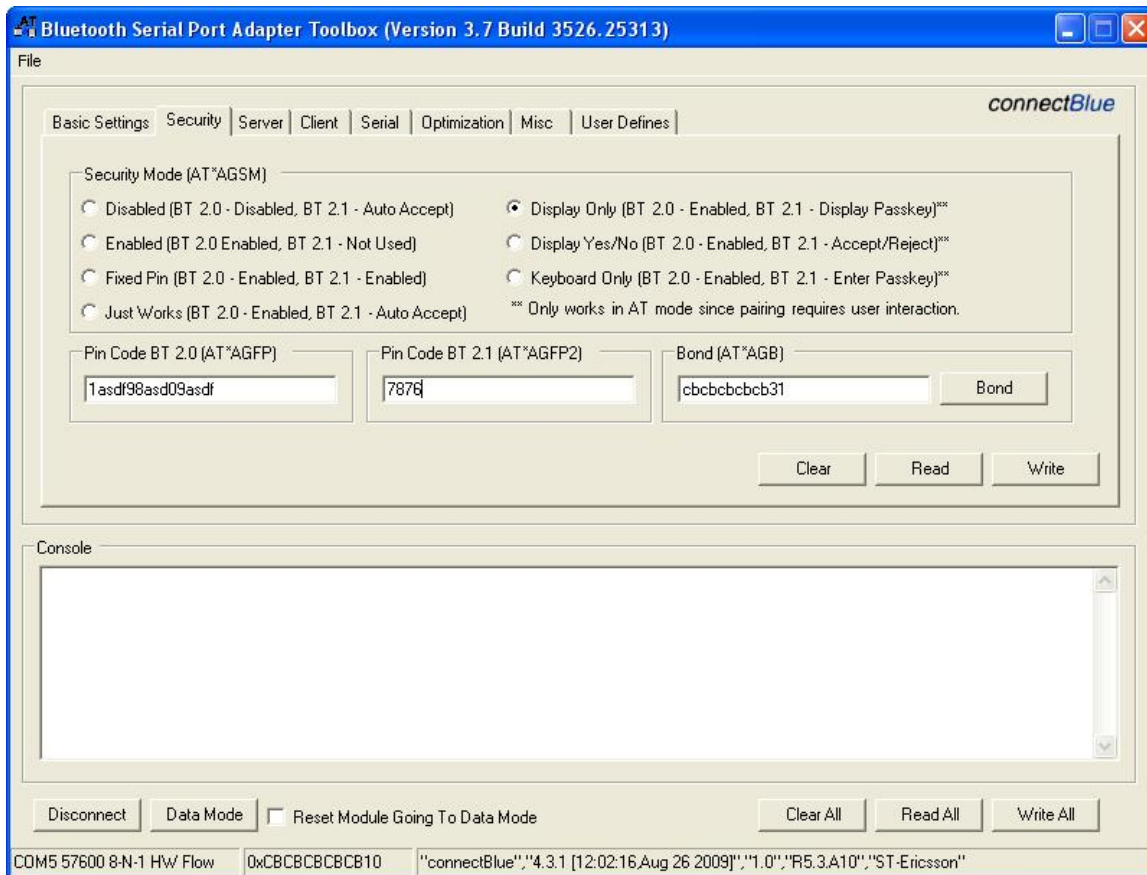 Bluetooth Serial Port Adapter Toolbox (Version 3.7 Build 3526.25313)
File
connectBlue
Basic Settings Security Server Client Serial Optimization Misc User Defines
Security Mode (AT*AGSM)
Disabled (BT 2.0 - Disabled, BT 2.1 - Auto Accept)
Display Only (BT 2.0 - Enabled, BT 2.1 - Display Passkey)**
Enabled (BT 2.0 Enabled, BT 2.1 - Not Used)
Display Yes/No (BT 2.0 - Enabled, BT 2.1 - Accept/Reject)**
Fixed Pin (BT 2.0 - Enabled, BT 2.1 - Enabled)
Keyboard Only (BT 2.0 - Enabled, BT 2.1 - Enter Passkey)**
Just Works (BT 2.0 - Enabled, BT 2.1 - Auto Accept)
** Only works in AT mode since pairing requires user interaction.
Pin Code BT 2.0 (AT*AGFP)
Pin Code BT 2.1 (AT*AGFP2)
Bond (AT*AGB)
1asdf98asd09asdf
7876
cbcbcbcbcb31
Bond
Clear
Read
Write
Console
Disconnect
Data Mode
Reset Module Going To Data Mode
Clear All
Read All
Write All
COM5 57600 8-N-1 HW Flow
0xCBCBCBCBCB10
"connectBlue","4.3.1 [12:02:16,Aug 26 2009]","1.0","R5.3.A10","ST-Ericsson"